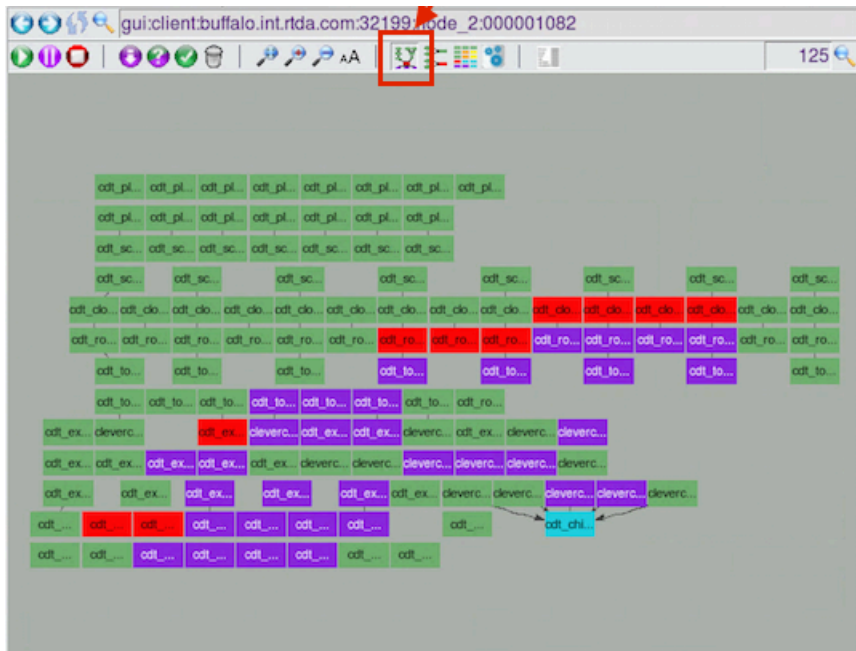 gui:client:buffalo.int.rtda.com:32199:node_2:000001082
AA 125
cdt_pl... cdt_pl... cdt_pl... cdt_pl... cdt_pl... cdt_pl... cdt_pl... cdt_pl...
cdt_pl... cdt_pl... cdt_pl... cdt_pl... cdt_pl... cdt_pl... cdt_pl...
cdt_sc... cdt_sc... cdt_sc... cdt_sc... cdt_sc... cdt_sc... cdt_sc...
cdt_sc... cdt_sc... cdt_sc... cdt_sc... cdt_sc... cdt_sc... cdt_sc... cdt_sc...
cdt_clo... cdt_clo... cdt_clo... cdt_clo... cdt_clo... cdt_clo... cdt_clo... cdt_clo... cdt_clo... cdt_clo... cdt_clo... cdt_clo... cdt_clo... cdt_clo... cdt_clo...
cdt_ro... cdt_ro... cdt_ro... cdt_ro... cdt_ro... cdt_ro... cdt_ro... cdt_ro... cdt_ro... cdt_ro... cdt_ro... cdt_ro... cdt_ro... cdt_ro... cdt_ro...
cdt_to... cdt_to... cdt_to... cdt_to... cdt_to... cdt_to... cdt_to... cdt_to...
cdt_to... cdt_to... cdt_to... cdt_to... cdt_to... cdt_to... cdt_to... cdt_ro...
cdt_ex... cleverc... cdt_ex... cleverc... cdt_ex... cdt_ex... cleverc... cdt_ex... cleverc... cleverc...
cdt_ex... cdt_ex... cdt_ex... cdt_ex... cdt_ex... cleverc... cleverc... cleverc... cleverc... cleverc... cleverc...
cdt_ex... cdt_ex... cdt_ex... cdt_ex... cdt_ex... cdt_ex... cleverc... cleverc... cleverc... cleverc... cleverc...
cdt_... cdt_... cdt_... cdt_... cdt_... cdt_... cdt_... cdt_... cdt_chi...
cdt_... cdt_... cdt_... cdt_... cdt_... cdt_... cdt_... cdt_...